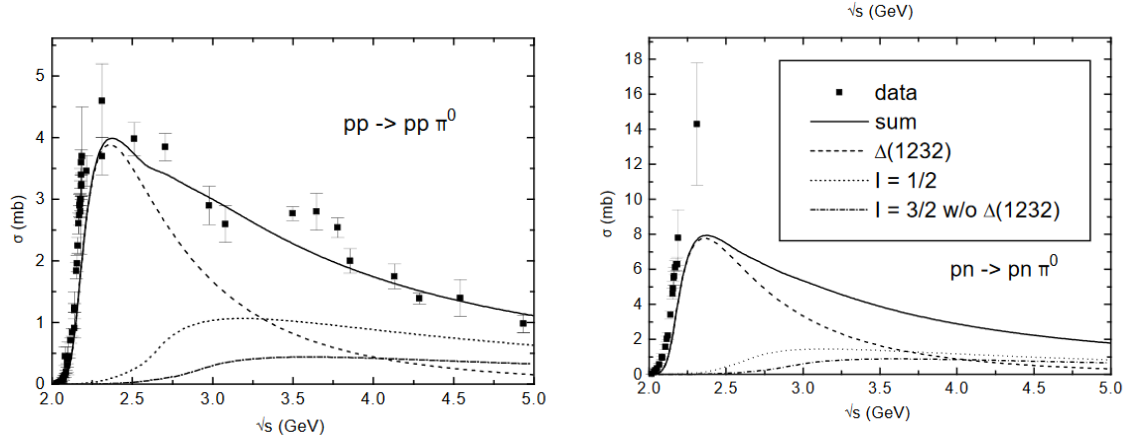 √s (GeV)
5
4
3
2
1
0
σ (mb)
pp -> pp π⁰
2.0 2.5 3.0 3.5 4.0 4.5 5.0
√s (GeV)
18
16
14
12
10
8
6
4
2
0
σ (mb)
data
sum
Δ(1232)
I = 1/2
I = 3/2 w/o Δ(1232)
pn -> pn π⁰
2.0 2.5 3.0 3.5 4.0 4.5 5.0
√s (GeV)